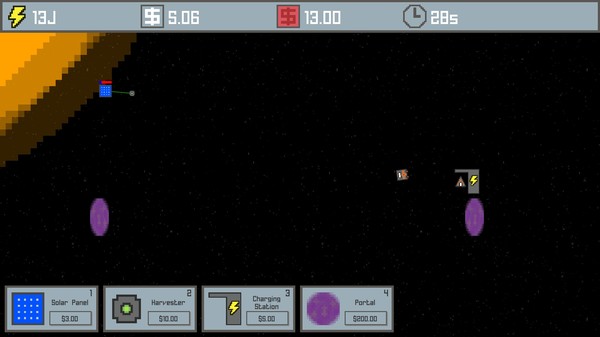 13J $ 5.06 $ 13.00 28s
1 2 3 4
Solar Panel Harvester Charging Station Portal
$3.00 $10.00 $5.00 $200.00